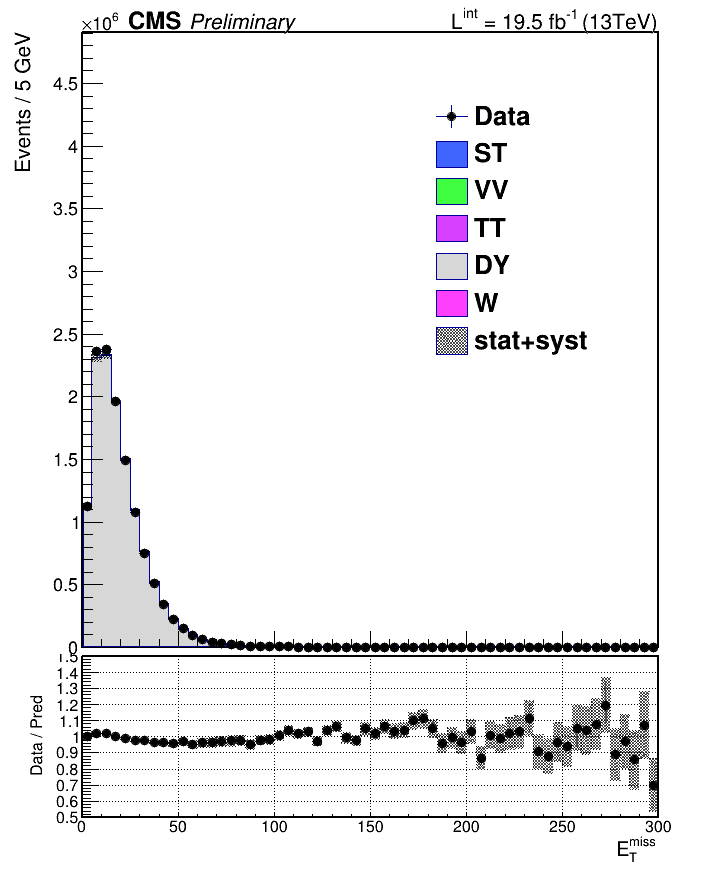 ×10⁶ CMS Preliminary L^int = 19.5 fb⁻¹ (13TeV)
Events / 5 GeV
4.5
4
3.5
3
2.5
2
1.5
1
0.5
0
Data
ST
VV
TT
DY
W
stat+syst
Data / Pred
1.5
1.4
1.3
1.2
1.1
1
0.9
0.8
0.7
0.6
0.5
0 50 100 150 200 250 300
E_T^miss